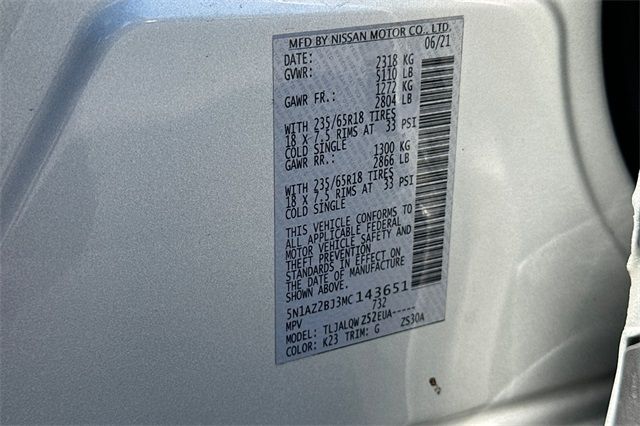 MFD BY NISSAN MOTOR CO., LTD.
DATE: 06/21
GVWR: 2318 KG
5110 LB
GAWR FR.: 1272 KG
2804 LB
WITH 235/65R18 TIRES
18 X 7.5 RIMS AT 33 PSI
COLD SINGLE
GAWR RR.: 1300 KG
2866 LB
WITH 235/65R18 TIRES
18 X 7.5 RIMS AT 33 PSI
COLD SINGLE
THIS VEHICLE CONFORMS TO
ALL APPLICABLE FEDERAL
MOTOR VEHICLE SAFETY AND
THEFT PREVENTION
STANDARDS IN EFFECT ON
THE DATE OF MANUFACTURE
SHOWN ABOVE.
5N1AZ2BJ3MC143651
MPV 732
MODEL: TLJALQWZS2EUA-----
COLOR: K23 TRIM: G ZS30A